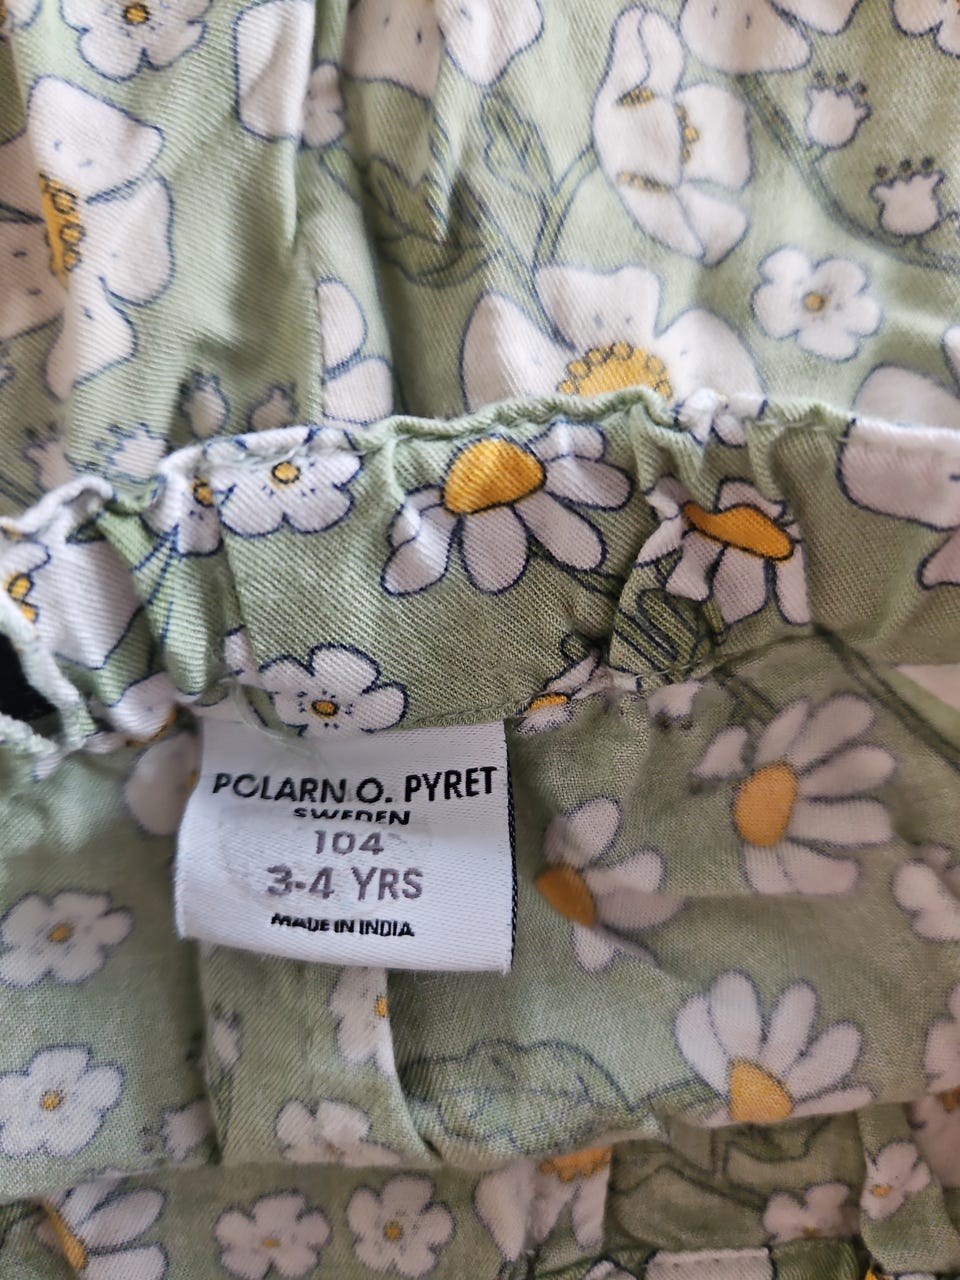 POLARN O. PYRET
SWEDEN
104
3-4 YRS
MADE IN INDIA